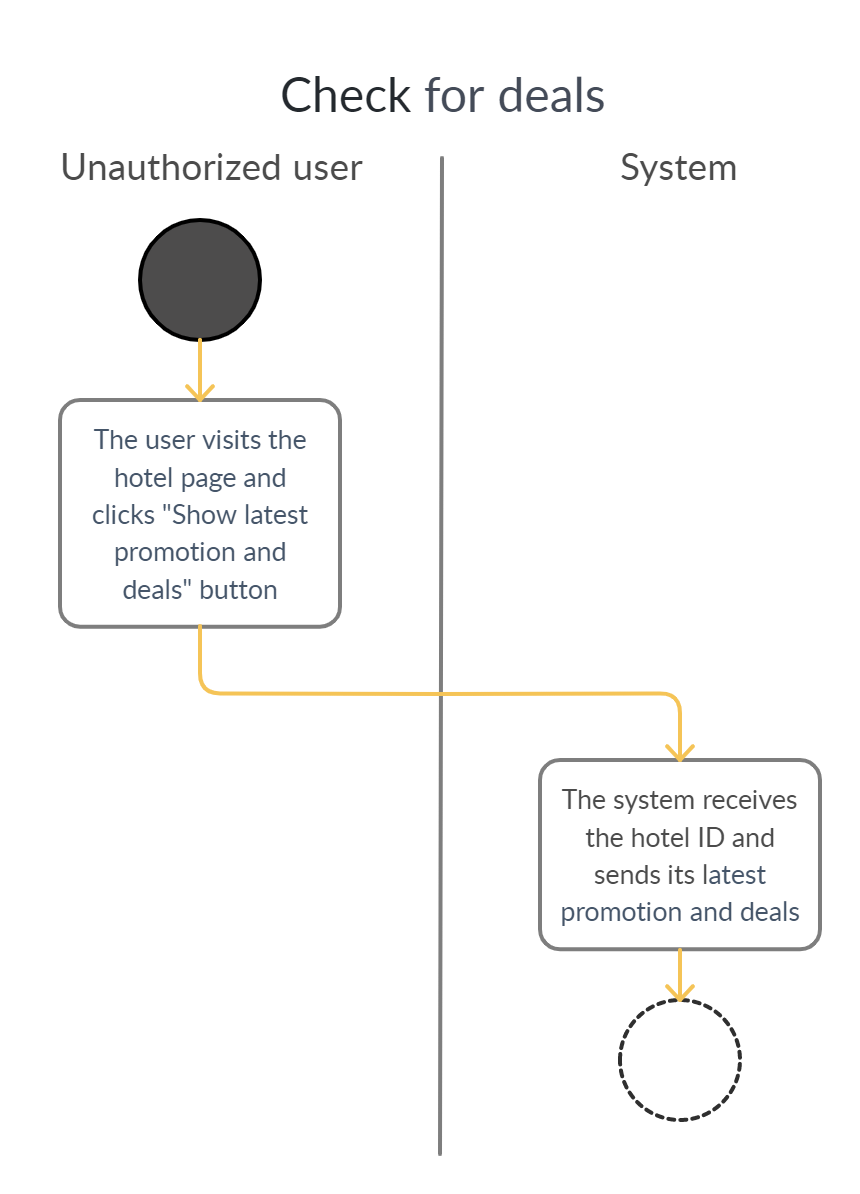 Check for deals
Unauthorized user
System
The user visits the
hotel page and
clicks "Show latest
promotion and
deals" button
The system receives
the hotel ID and
sends its latest
promotion and deals